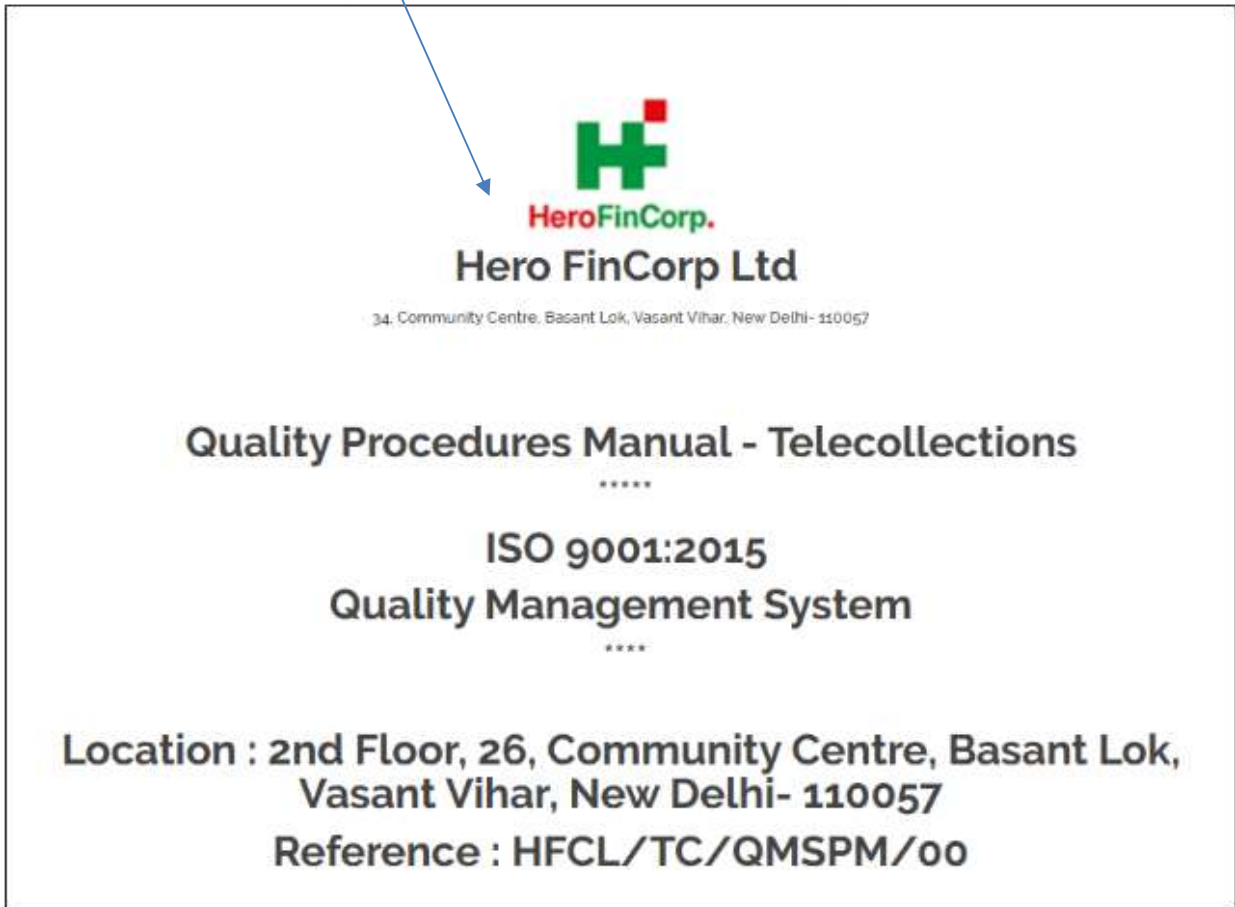 HeroFinCorp.
Hero FinCorp Ltd
34, Community Centre, Basant Lok, Vasant Vihar, New Delhi- 110057
Quality Procedures Manual - Telecollections
*****
ISO 9001:2015
Quality Management System
****
Location : 2nd Floor, 26, Community Centre, Basant Lok,
Vasant Vihar, New Delhi- 110057
Reference : HFCL/TC/QMSPM/00